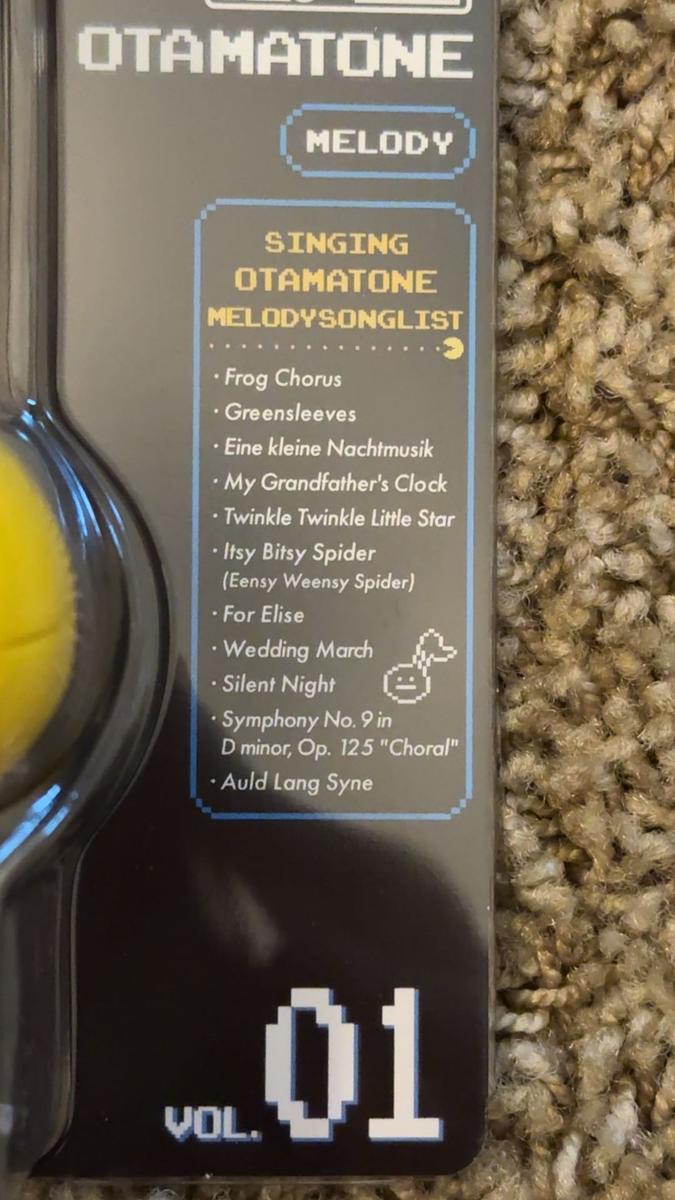 OTAMATONE
MELODY
SINGING
OTAMATONE
MELODYSONGLIST
· Frog Chorus
· Greensleeves
· Eine kleine Nachtmusik
· My Grandfather's Clock
· Twinkle Twinkle Little Star
· Itsy Bitsy Spider
(Eensy Weensy Spider)
· For Elise
· Wedding March
· Silent Night
· Symphony No. 9 in
D minor, Op. 125 "Choral"
· Auld Lang Syne
VOL. 01